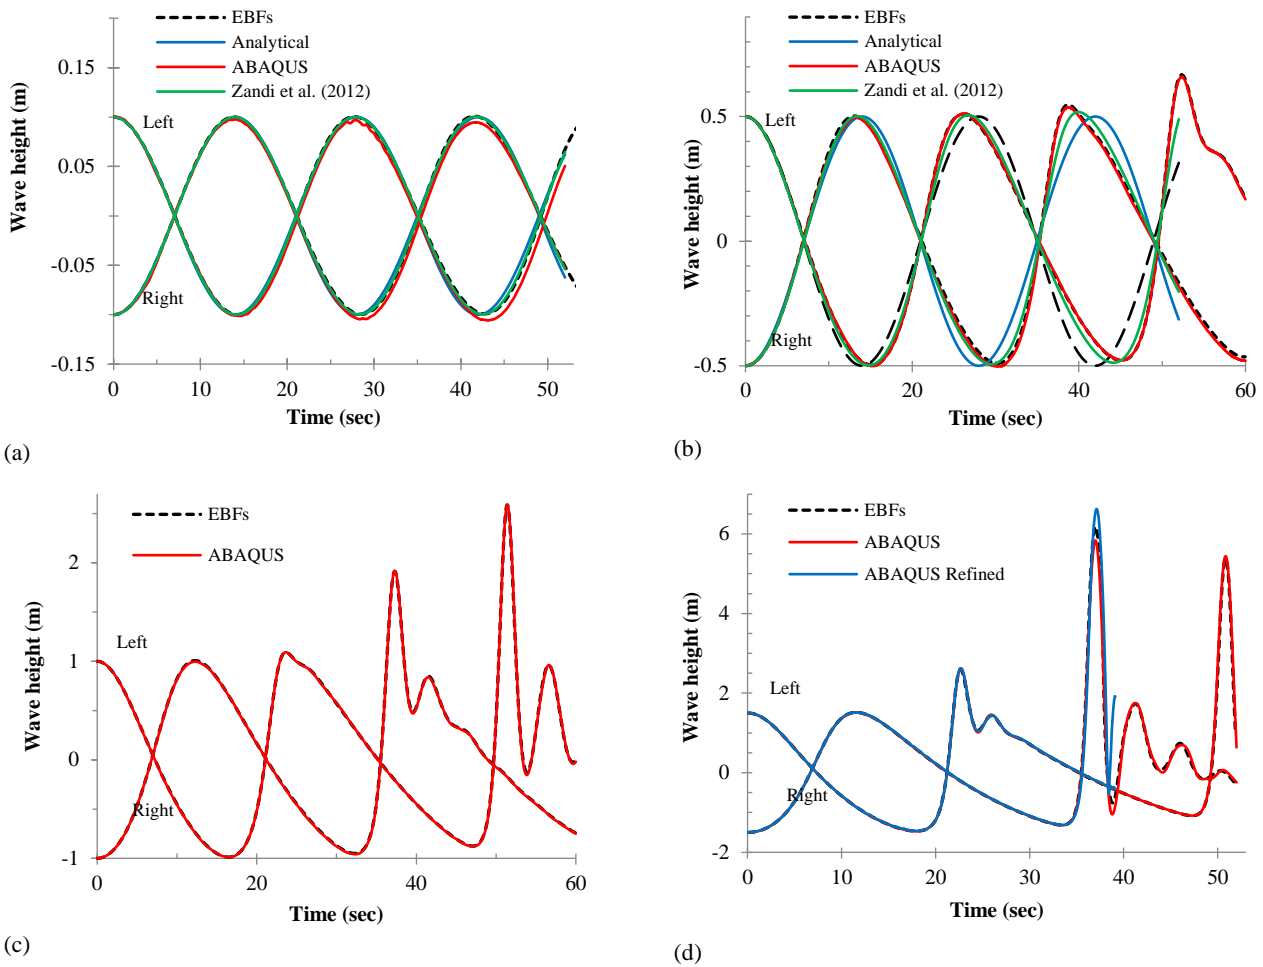 EBFs
Analytical
ABAQUS
Zandi et al. (2012)
Wave height (m)
0.15
0.05
-0.05
-0.15
Left
Right
0
10
20
30
40
50
Time (sec)
(a)
EBFs
Analytical
ABAQUS
Zandi et al. (2012)
Wave height (m)
0.5
0
-0.5
Left
Right
0
20
40
60
Time (sec)
(b)
EBFs
ABAQUS
Wave height (m)
2
1
0
-1
Left
Right
0
20
40
60
Time (sec)
(c)
EBFs
ABAQUS
ABAQUS Refined
Wave height (m)
6
4
2
0
-2
Left
Right
0
10
20
30
40
50
Time (sec)
(d)